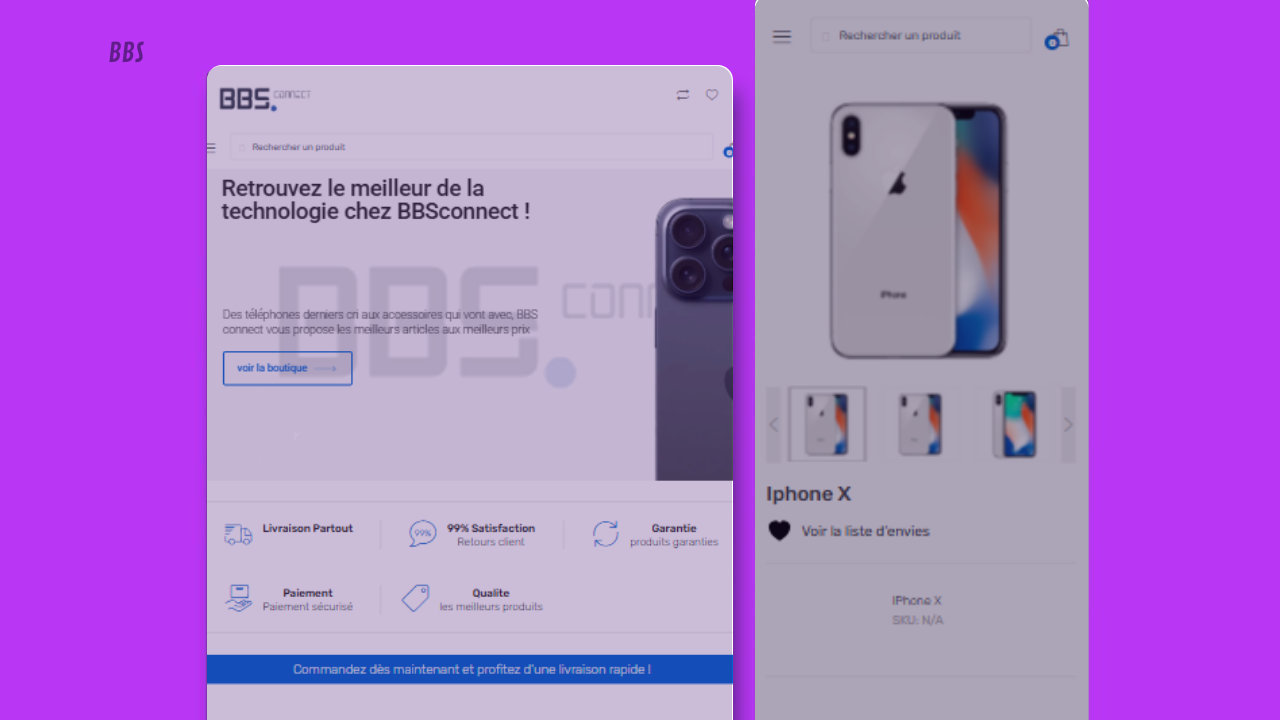 BBS
BBS. CONNECT
Rechercher un produit
Retrouvez le meilleur de la
technologie chez BBSconnect !
BBS. CONN
Des téléphones derniers cri aux accessoires qui vont avec, BBS
connect vous propose les meilleurs articles aux meilleurs prix
voir la boutique
Livraison Partout
99%
99% Satisfaction
Retours client
Garantie
produits garanties
Paiement
Paiement sécurisé
Qualite
les meilleurs produits
Commandez dès maintenant et profitez d'une livraison rapide !
Rechercher un produit
iPhone
Iphone X
Voir la liste d'envies
IPhone X
SKU: N/A